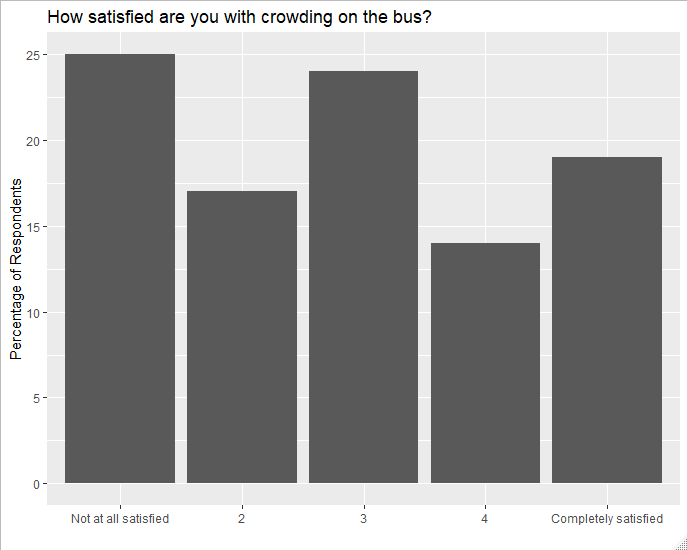 How satisfied are you with crowding on the bus?
Percentage of Respondents
25
20
15
10
5
0
Not at all satisfied
2
3
4
Completely satisfied